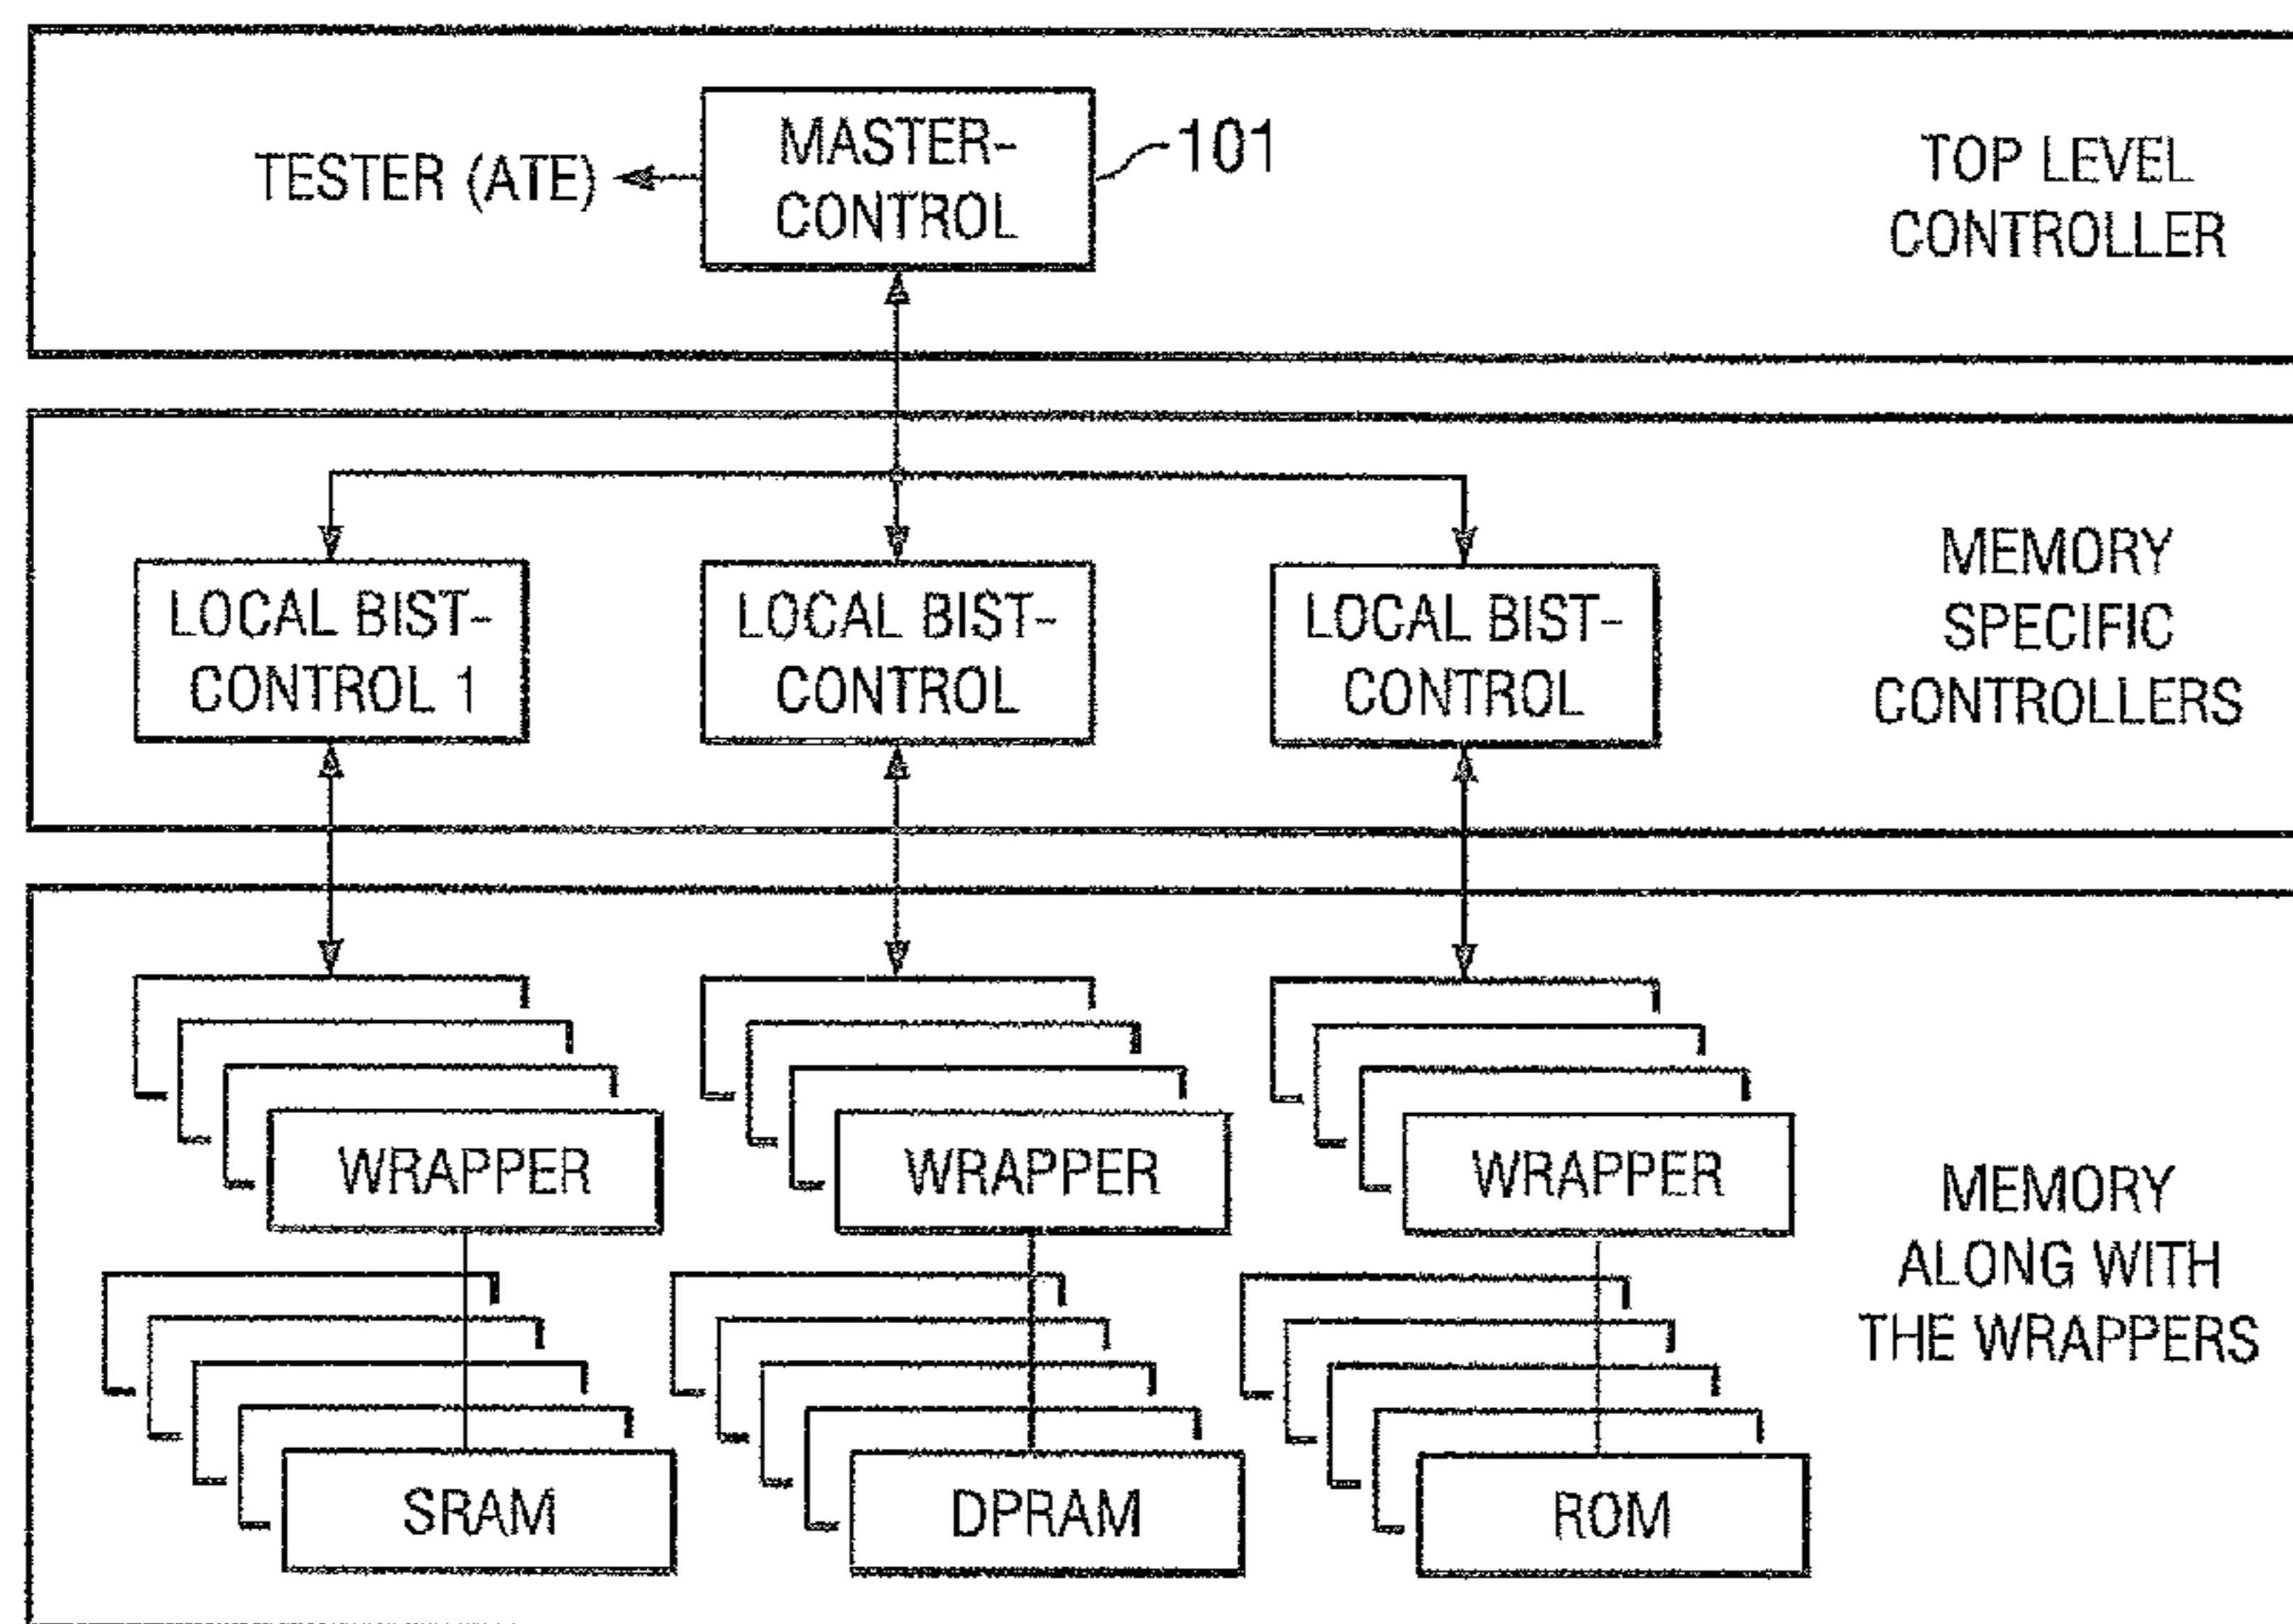 TESTER (ATE)
MASTER-
CONTROL
101
TOP LEVEL
CONTROLLER
LOCAL BIST-
CONTROL 1
LOCAL BIST-
CONTROL
LOCAL BIST-
CONTROL
MEMORY
SPECIFIC
CONTROLLERS
WRAPPER
WRAPPER
WRAPPER
MEMORY
ALONG WITH
THE WRAPPERS
SRAM
DPRAM
ROM